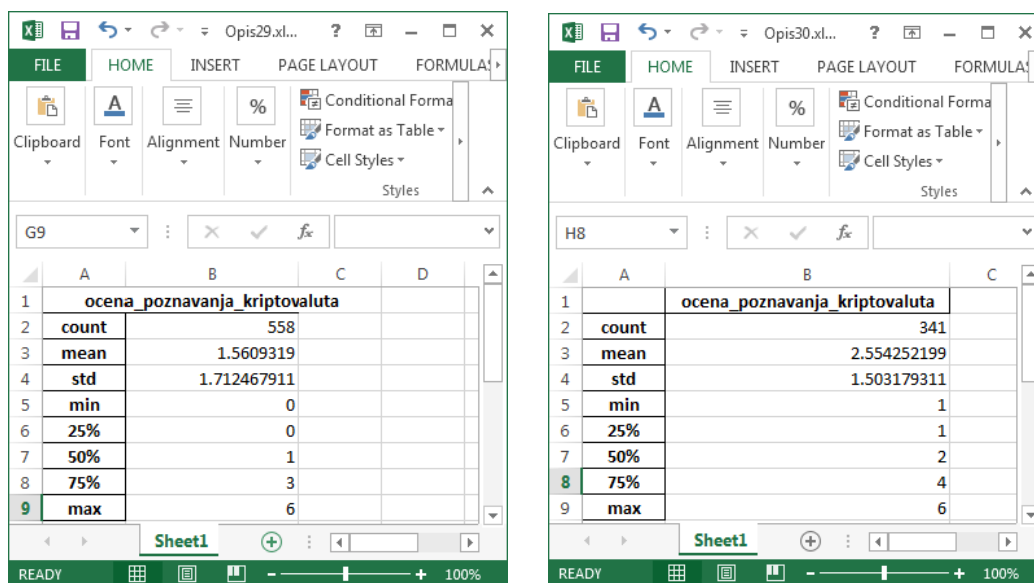 Opis29.xl... ?
FILE HOME INSERT PAGE LAYOUT FORMULAS
Clipboard Font Alignment Number
%
A
Conditional Forma
Format as Table
Cell Styles
Styles
G9 fx
A B C D
1 ocena_poznavanja_kriptovaluta
2 count 558
3 mean 1.5609319
4 std 1.712467911
5 min 0
6 25% 0
7 50% 1
8 75% 3
9 max 6
Sheet1
READY - + 100%
Opis30.xl... ?
FILE HOME INSERT PAGE LAYOUT FORMULAS
Clipboard Font Alignment Number
%
A
Conditional Forma
Format as Table
Cell Styles
Styles
H8 fx
A B C
1 ocena_poznavanja_kriptovaluta
2 count 341
3 mean 2.554252199
4 std 1.503179311
5 min 1
6 25% 1
7 50% 2
8 75% 4
9 max 6
Sheet1
READY - + 100%